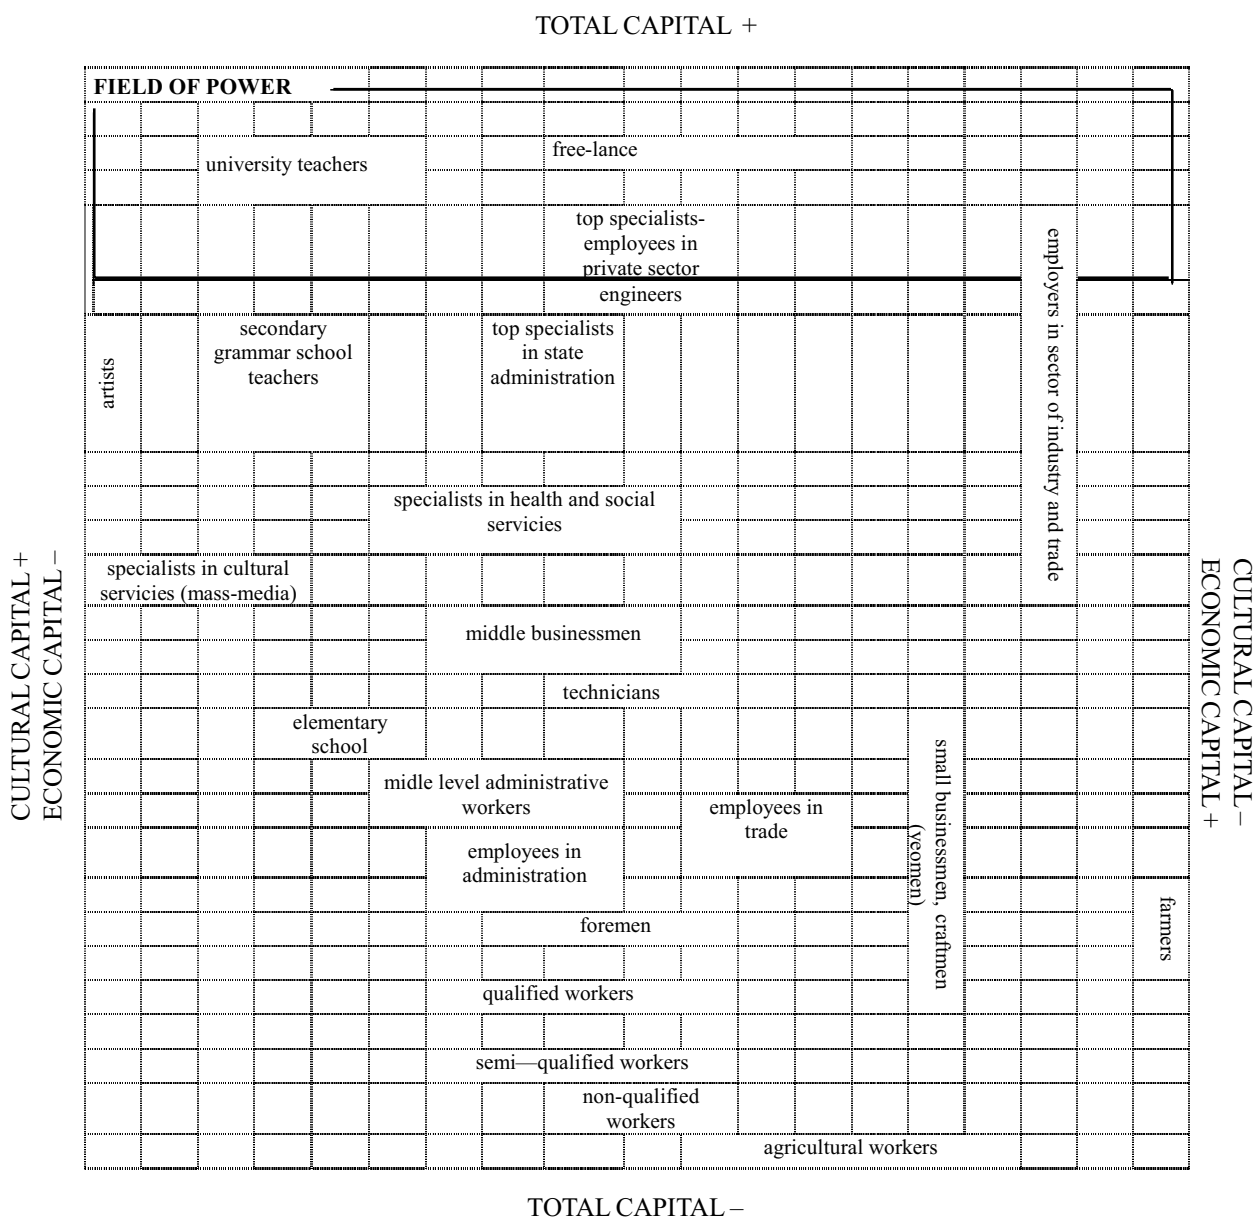 TOTAL CAPITAL +
FIELD OF POWER
free-lance
university teachers
top specialists-
employees in
private sector
engineers
employers in sector of industry and trade
secondary
grammar school
teachers
top specialists
in state
administration
artists
specialists in health and social
servicies
CULTURAL CAPITAL +
ECONOMIC CAPITAL –
CULTURAL CAPITAL –
ECONOMIC CAPITAL +
specialists in cultural
servicies (mass-media)
middle businessmen
technicians
elementary
school
small businessmen, craftmen
(yeomen)
midle level administrative
workers
employees in
trade
employees in
administration
farmers
foremen
qualified workers
semi—qualified workers
non-qualified
workers
agricultural workers
TOTAL CAPITAL –